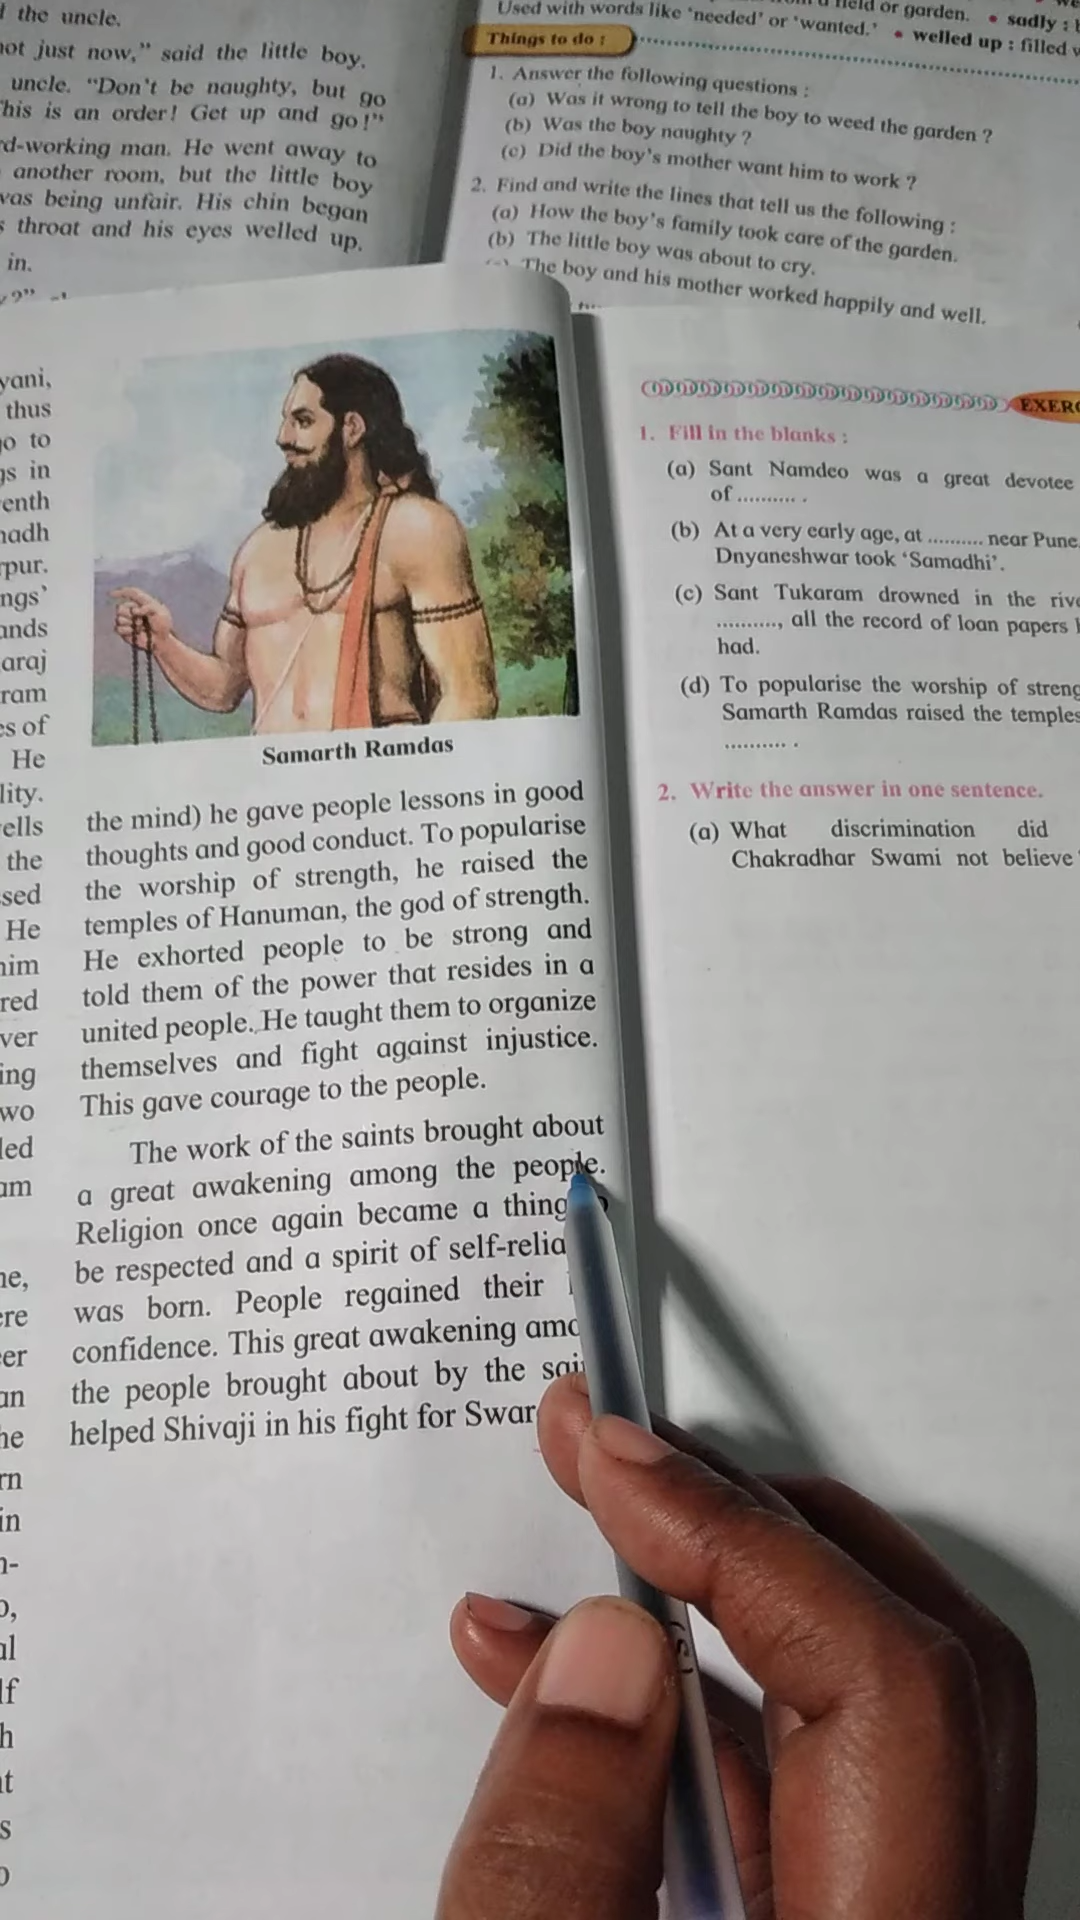 the uncle.
not just now,” said the little boy.
uncle. “Don’t be naughty, but go
This is an order! Get up and go!”
d-working man. He went away to
another room, but the little boy
was being unfair. His chin began
s throat and his eyes welled up.
in.
field or garden. • sadly :
Used with words like ‘needed’ or ‘wanted.’ • welled up : filled
Things to do :
1. Answer the following questions :
(a) Was it wrong to tell the boy to weed the garden ?
(b) Was the boy naughty ?
(c) Did the boy’s mother want him to work ?
2. Find and write the lines that tell us the following :
(a) How the boy’s family took care of the garden.
(b) The little boy was about to cry.
The boy and his mother worked happily and well.
yani,
thus
go to
gs in
enth
nadh
rpur.
ngs’
ands
araj
ram
es of
He
lity.
ells
the
sed
He
him
red
ver
ing
wo
led
am
ne,
ere
er
an
he
rn
in
n-
o,
al
lf
h
at
s
o
Samarth Ramdas
the mind) he gave people lessons in good
thoughts and good conduct. To popularise
the worship of strength, he raised the
temples of Hanuman, the god of strength.
He exhorted people to be strong and
told them of the power that resides in a
united people. He taught them to organize
themselves and fight against injustice.
This gave courage to the people.
The work of the saints brought about
a great awakening among the people.
Religion once again became a thing
be respected and a spirit of self-relia
was born. People regained their
confidence. This great awakening amo
the people brought about by the sai
helped Shivaji in his fight for Swar
EXERC
1. Fill in the blanks :
(a) Sant Namdeo was a great devotee
of .......... .
(b) At a very early age, at .......... near Pune
Dnyaneshwar took ‘Samadhi’.
(c) Sant Tukaram drowned in the rive
..........., all the record of loan papers h
had.
(d) To popularise the worship of streng
Samarth Ramdas raised the temples
.......... .
2. Write the answer in one sentence.
(a) What discrimination did
Chakradhar Swami not believe